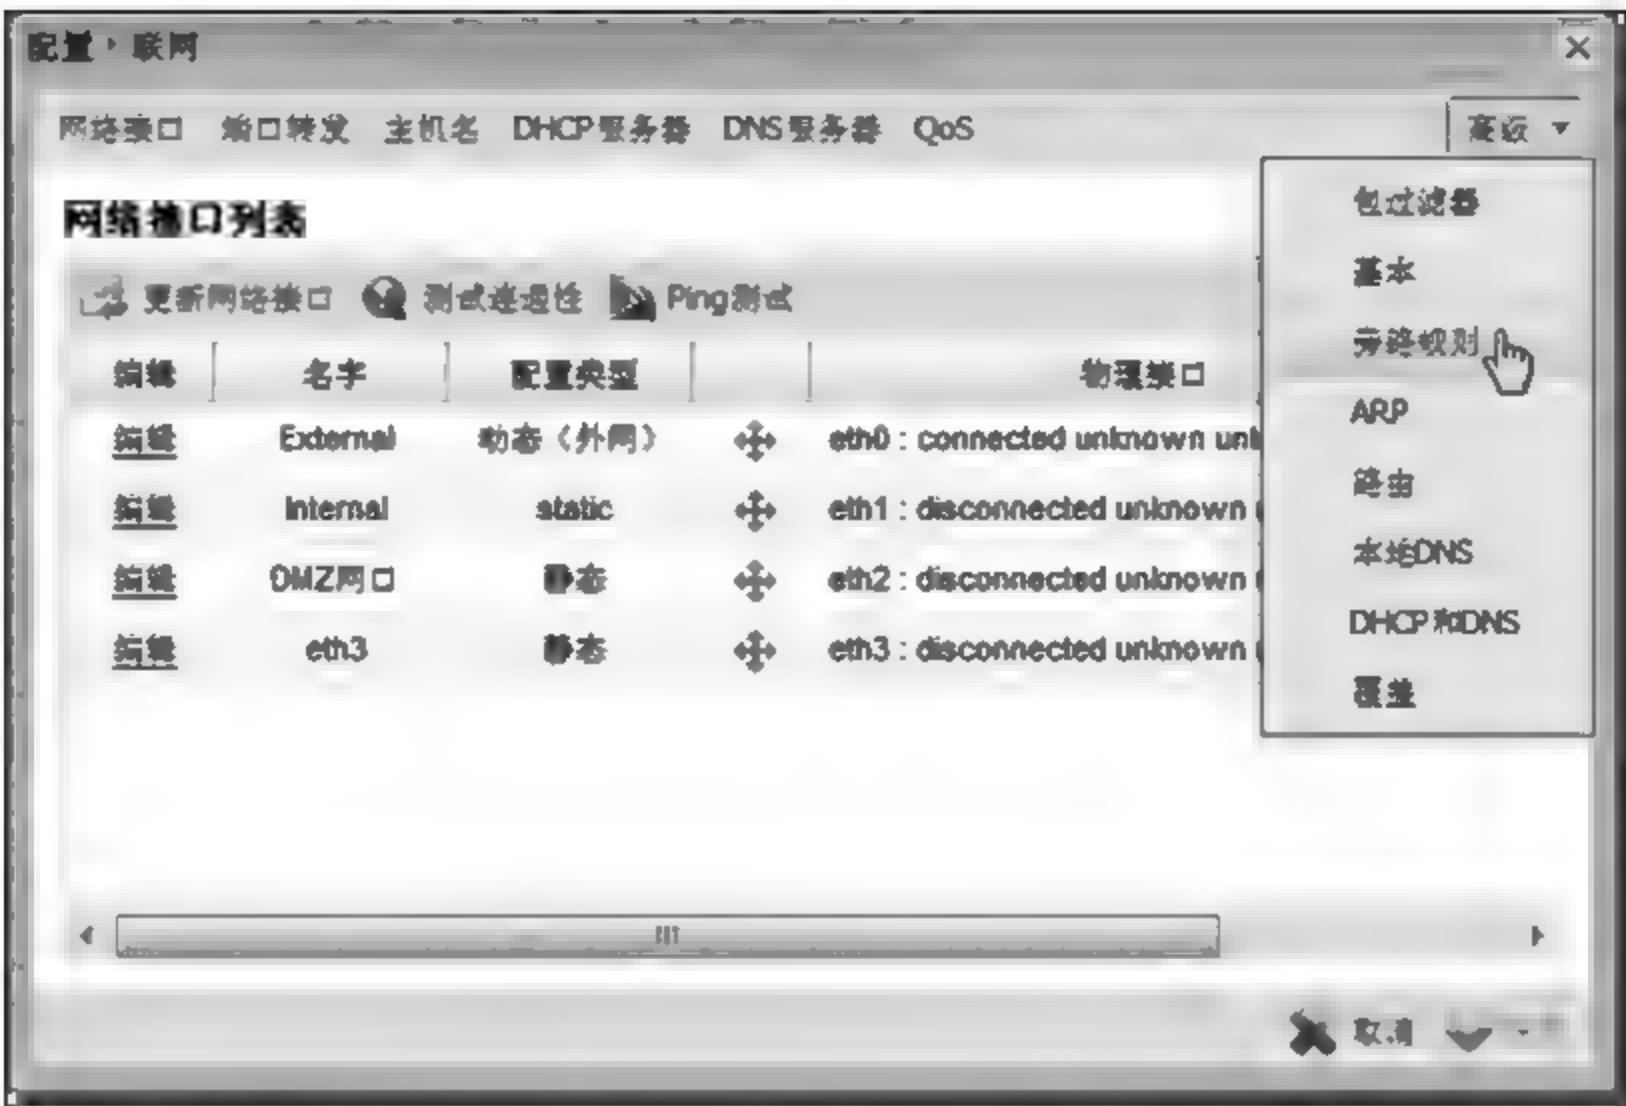 配置 ▸ 联网
网络接口 端口转发 主机名 DHCP服务器 DNS服务器 QoS 高级
包过滤器
基本
旁路规则
ARP
路由
本地DNS
DHCP和DNS
覆盖
网络接口列表
更新网络接口 测试连通性 Ping测试
编辑 名字 配置类型 物理接口
编辑 External 动态（外网） eth0 : connected unknown
编辑 Internal static eth1 : disconnected unknown
编辑 DMZ网口 静态 eth2 : disconnected unknown
编辑 eth3 静态 eth3 : disconnected unknown
取消